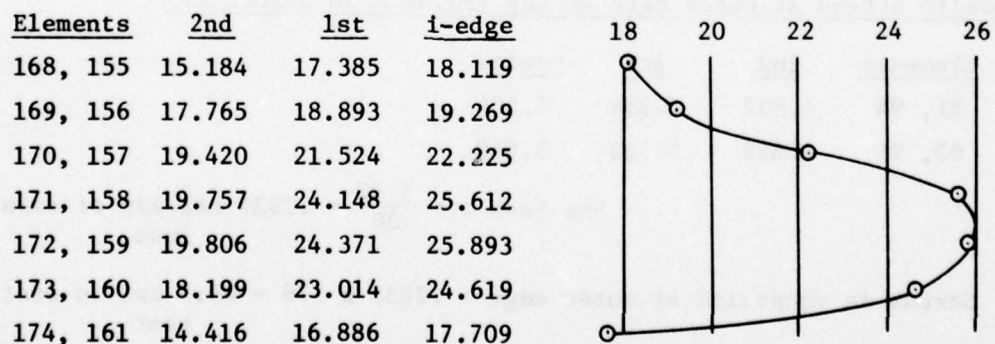 Elements 2nd 1st i-edge 18 20 22 24 26
168, 155 15.184 17.385 18.119
169, 156 17.765 18.893 19.269
170, 157 19.420 21.524 22.225
171, 158 19.757 24.148 25.612
172, 159 19.806 24.371 25.893
173, 160 18.199 23.014 24.619
174, 161 14.416 16.886 17.709